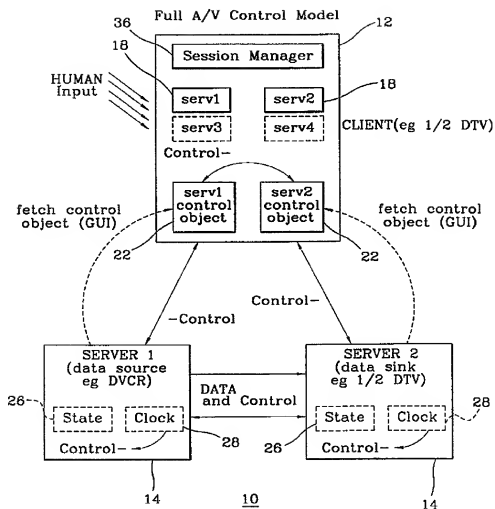 Full A/V Control Model
36
12
Session Manager
18
18
HUMAN
Input
serv1
serv2
serv3
serv4
CLIENT(eg 1/2 DTV)
Control-
serv1
control
object
serv2
control
object
fetch control
object (GUI)
fetch control
object (GUI)
22
22
-Control
Control-
SERVER 1
(data source
eg DVCR)
SERVER 2
(data sink
eg 1/2 DTV)
DATA
and Control
26
State
Clock
28
State
Clock
28
Control-
26
Control-
14
10
14